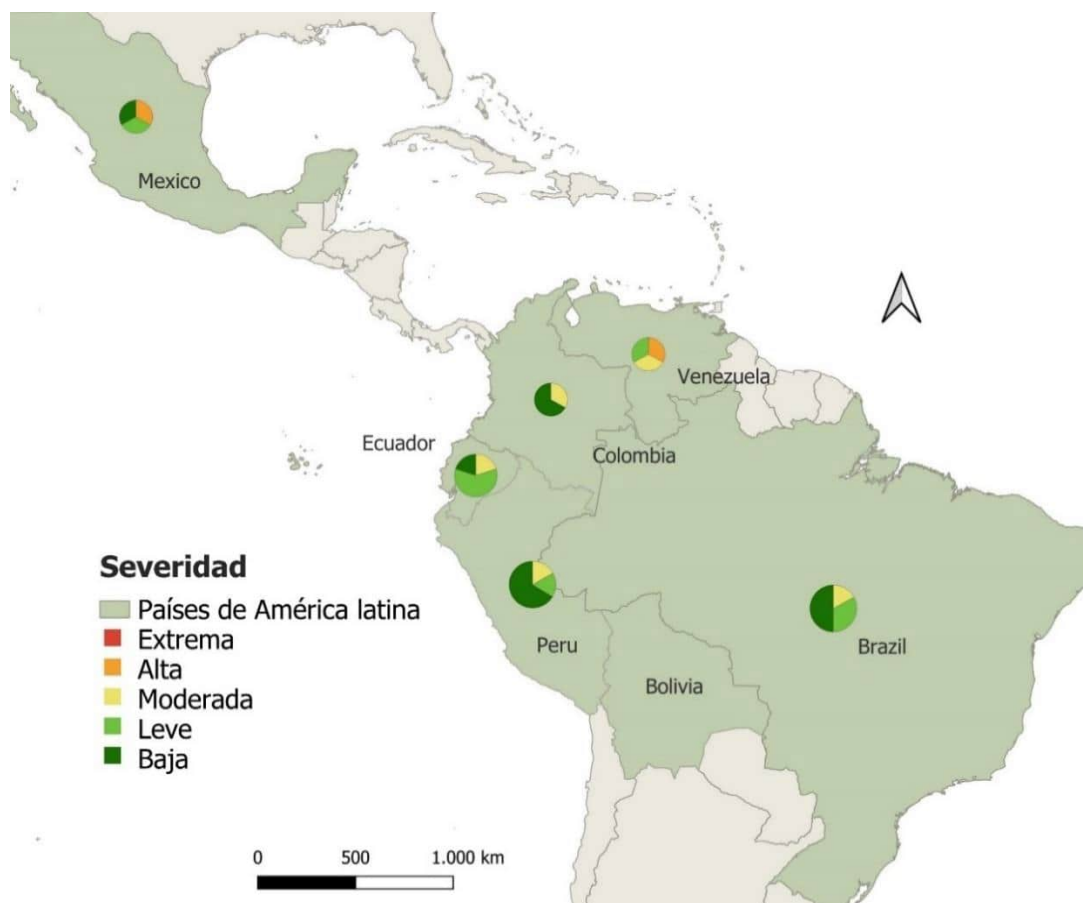 Mexico
Venezuela
Ecuador
Colombia
Severidad
Países de América latina
Extrema
Alta
Moderada
Leve
Baja
Peru
Brazil
Bolivia
0 500 1.000 km